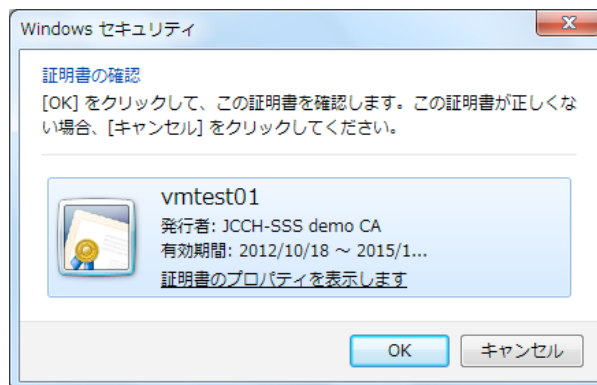 Windows セキュリティ
証明書の確認
[OK] をクリックして、この証明書を確認します。この証明書が正しくな
い場合、[キャンセル] をクリックしてください。
vmtest01
発行者: JCCH-SSS demo CA
有効期間: 2012/10/18 ～ 2015/1...
証明書のプロパティを表示します
OK
キャンセル